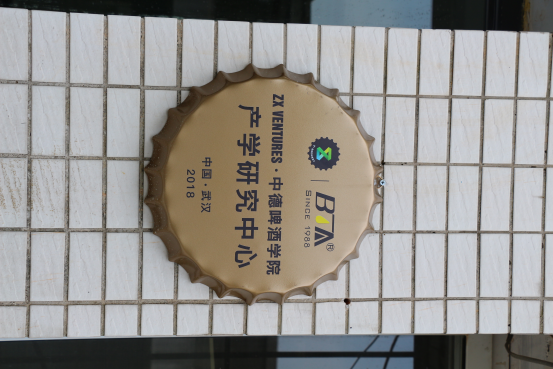 BTA®
SINCE 1988
ZX VENTURES·中德啤酒学院
产学研究中心
中国·武汉
2018